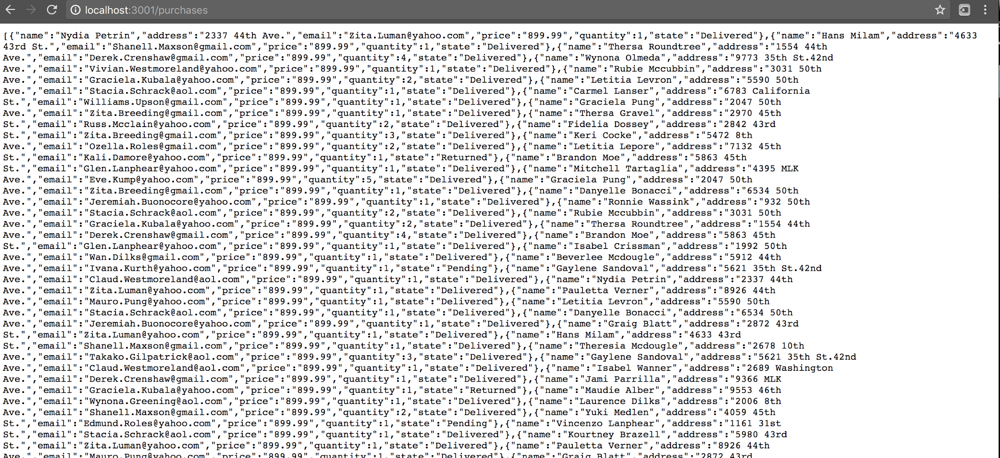 localhost:3001/purchases
[{"name":"Nydia Petrin","address":"2337 44th Ave.","email":"Zita.Luman@yahoo.com","price":"899.99","quantity":1,"state":"Delivered"},{"name":"Hans Milam","address":"4633
43rd St.","email":"Shanell.Maxson@gmail.com","price":"899.99","quantity":1,"state":"Delivered"},{"name":"Thersa Roundtree","address":"1554 44th
Ave.","email":"Derek.Crenshaw@gmail.com","price":"899.99","quantity":4,"state":"Delivered"},{"name":"Wynona Olmeda","address":"9773 35th St.42nd
Ave.","email":"Vivian.Westmoreland@yahoo.com","price":"899.99","quantity":1,"state":"Delivered"},{"name":"Rubie Mccubbin","address":"3031 50th
Ave.","email":"Graciela.Kubala@yahoo.com","price":"899.99","quantity":2,"state":"Delivered"},{"name":"Letitia Levron","address":"5590 50th
Ave.","email":"Stacia.Schrack@aol.com","price":"899.99","quantity":1,"state":"Delivered"},{"name":"Carmel Lanser","address":"6783 California
St.","email":"Williams.Upson@gmail.com","price":"899.99","quantity":1,"state":"Delivered"},{"name":"Graciela Pung","address":"2047 50th
Ave.","email":"Zita.Breeding@gmail.com","price":"899.99","quantity":1,"state":"Delivered"},{"name":"Thersa Gravel","address":"2970 45th
St.","email":"Russ.Mcclain@yahoo.com","price":"899.99","quantity":2,"state":"Delivered"},{"name":"Fidelia Dossey","address":"2842 43rd
St.","email":"Zita.Breeding@gmail.com","price":"899.99","quantity":3,"state":"Delivered"},{"name":"Keri Cocke","address":"5472 8th
Ave.","email":"Ozella.Roles@gmail.com","price":"899.99","quantity":2,"state":"Delivered"},{"name":"Letitia Lepore","address":"7132 45th
St.","email":"Kali.Damore@yahoo.com","price":"899.99","quantity":1,"state":"Returned"},{"name":"Brandon Moe","address":"5863 45th
St.","email":"Glen.Lanphear@yahoo.com","price":"899.99","quantity":1,"state":"Delivered"},{"name":"Mitchell Tartaglia","address":"4395 MLK
Ave.","email":"Eve.Kump@yahoo.com","price":"899.99","quantity":5,"state":"Delivered"},{"name":"Graciela Pung","address":"2047 50th
Ave.","email":"Zita.Breeding@gmail.com","price":"899.99","quantity":1,"state":"Delivered"},{"name":"Danyelle Bonacci","address":"6534 50th
Ave.","email":"Jeremiah.Buonocore@yahoo.com","price":"899.99","quantity":1,"state":"Delivered"},{"name":"Ronnie Wassink","address":"932 50th
Ave.","email":"Stacia.Schrack@aol.com","price":"899.99","quantity":2,"state":"Delivered"},{"name":"Rubie Mccubbin","address":"3031 50th
Ave.","email":"Graciela.Kubala@yahoo.com","price":"899.99","quantity":2,"state":"Delivered"},{"name":"Thersa Roundtree","address":"1554 44th
Ave.","email":"Derek.Crenshaw@gmail.com","price":"899.99","quantity":4,"state":"Delivered"},{"name":"Brandon Moe","address":"5863 45th
St.","email":"Glen.Lanphear@yahoo.com","price":"899.99","quantity":1,"state":"Delivered"},{"name":"Isabel Crissman","address":"1992 50th
Ave.","email":"Wan.Dilks@gmail.com","price":"899.99","quantity":1,"state":"Delivered"},{"name":"Beverlee Mcdougle","address":"5912 44th
Ave.","email":"Ivana.Kurth@yahoo.com","price":"899.99","quantity":1,"state":"Pending"},{"name":"Gaylene Sandoval","address":"5621 35th St.42nd
Ave.","email":"Claud.Westmoreland@aol.com","price":"899.99","quantity":1,"state":"Delivered"},{"name":"Nydia Petrin","address":"2337 44th
Ave.","email":"Zita.Luman@yahoo.com","price":"899.99","quantity":1,"state":"Delivered"},{"name":"Pauletta Verner","address":"8926 44th
Ave.","email":"Mauro.Pung@yahoo.com","price":"899.99","quantity":1,"state":"Delivered"},{"name":"Letitia Levron","address":"5590 50th
Ave.","email":"Stacia.Schrack@aol.com","price":"899.99","quantity":1,"state":"Delivered"},{"name":"Danyelle Bonacci","address":"6534 50th
Ave.","email":"Jeremiah.Buonocore@yahoo.com","price":"899.99","quantity":1,"state":"Delivered"},{"name":"Graig Blatt","address":"2872 43rd
St.","email":"Zita.Luman@yahoo.com","price":"899.99","quantity":1,"state":"Delivered"},{"name":"Hans Milam","address":"4633 43rd
St.","email":"Shanell.Maxson@gmail.com","price":"899.99","quantity":1,"state":"Delivered"},{"name":"Theresia Mcdougle","address":"2678 10th
Ave.","email":"Takako.Gilpatrick@aol.com","price":"899.99","quantity":3,"state":"Delivered"},{"name":"Gaylene Sandoval","address":"5621 35th St.42nd
Ave.","email":"Claud.Westmoreland@aol.com","price":"899.99","quantity":1,"state":"Delivered"},{"name":"Isabel Wanner","address":"2689 Washington
Ave.","email":"Derek.Crenshaw@gmail.com","price":"899.99","quantity":1,"state":"Delivered"},{"name":"Jami Parrilla","address":"9366 MLK
Ave.","email":"Graciela.Kubala@yahoo.com","price":"899.99","quantity":1,"state":"Returned"},{"name":"Maudie Alber","address":"9553 46th
Ave.","email":"Wynona.Greening@aol.com","price":"899.99","quantity":1,"state":"Delivered"},{"name":"Laurence Dilks","address":"2006 8th
Ave.","email":"Shanell.Maxson@gmail.com","price":"899.99","quantity":2,"state":"Delivered"},{"name":"Yuki Medlen","address":"4059 45th
St.","email":"Edmund.Roles@yahoo.com","price":"899.99","quantity":1,"state":"Pending"},{"name":"Vincenzo Lanphear","address":"1161 31st
St.","email":"Stacia.Schrack@aol.com","price":"899.99","quantity":1,"state":"Delivered"},{"name":"Kourtney Brazell","address":"5980 43rd
St.","email":"Zita.Luman@yahoo.com","price":"899.99","quantity":1,"state":"Delivered"},{"name":"Pauletta Verner","address":"8926 44th
Ave.","email":"Mauro.Pung@yahoo.com","price":"899.99","quantity":1,"state":"Delivered"},{"name":"Graig Blatt","address":"2872 43rd